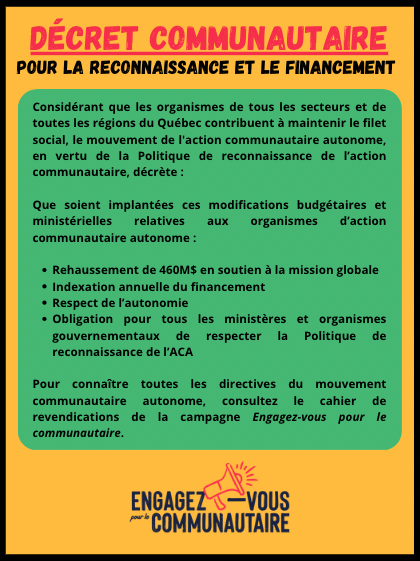 DÉCRET COMMUNAUTAIRE
POUR LA RECONNAISSANCE ET LE FINANCEMENT
Considérant que les organismes de tous les secteurs et de
toutes les régions du Québec contribuent à maintenir le filet
social, le mouvement de l'action communautaire autonome,
en vertu de la Politique de reconnaissance de l’action
communautaire, décrète :
Que soient implantées ces modifications budgétaires et
ministérielles relatives aux organismes d’action
communautaire autonome :
• Rehaussement de 460M$ en soutien à la mission globale
• Indexation annuelle du financement
• Respect de l’autonomie
• Obligation pour tous les ministères et organismes
gouvernementaux de respecter la Politique de
reconnaissance de l’ACA
Pour connaître toutes les directives du mouvement
communautaire autonome, consultez le cahier de
revendications de la campagne Engagez-vous pour le
communautaire.
ENGAGEZ—VOUS
pour le
COMMUNAUTAIRE